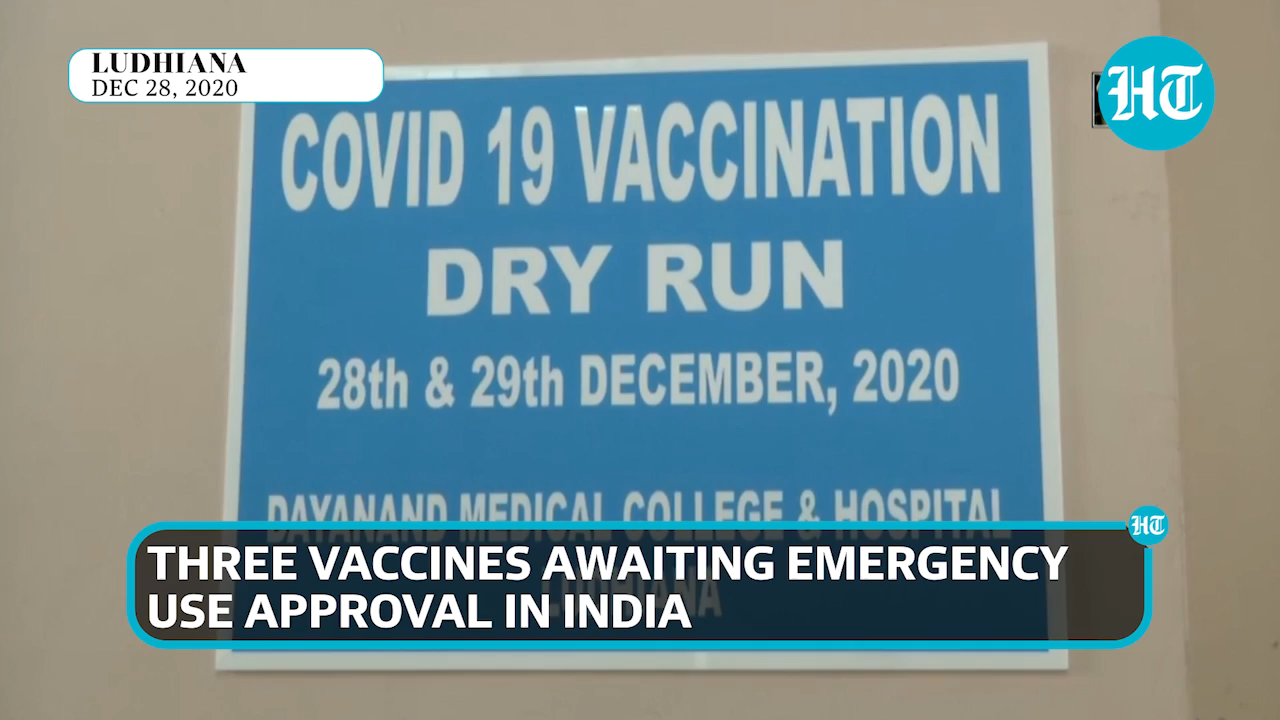 LUDHIANA
DEC 28, 2020
HT
COVID 19 VACCINATION
DRY RUN
28th & 29th DECEMBER, 2020
DAYANAND MEDICAL COLLEGE & HOSPITAL
LUDHIANA
HT
THREE VACCINES AWAITING EMERGENCY
USE APPROVAL IN INDIA